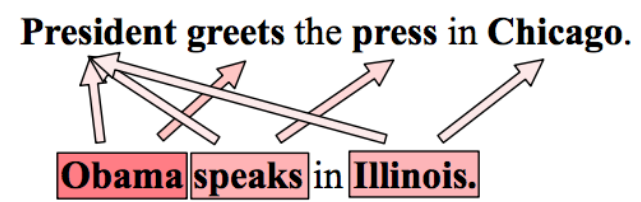 President greets the press in Chicago.
Obama speaks in Illinois.